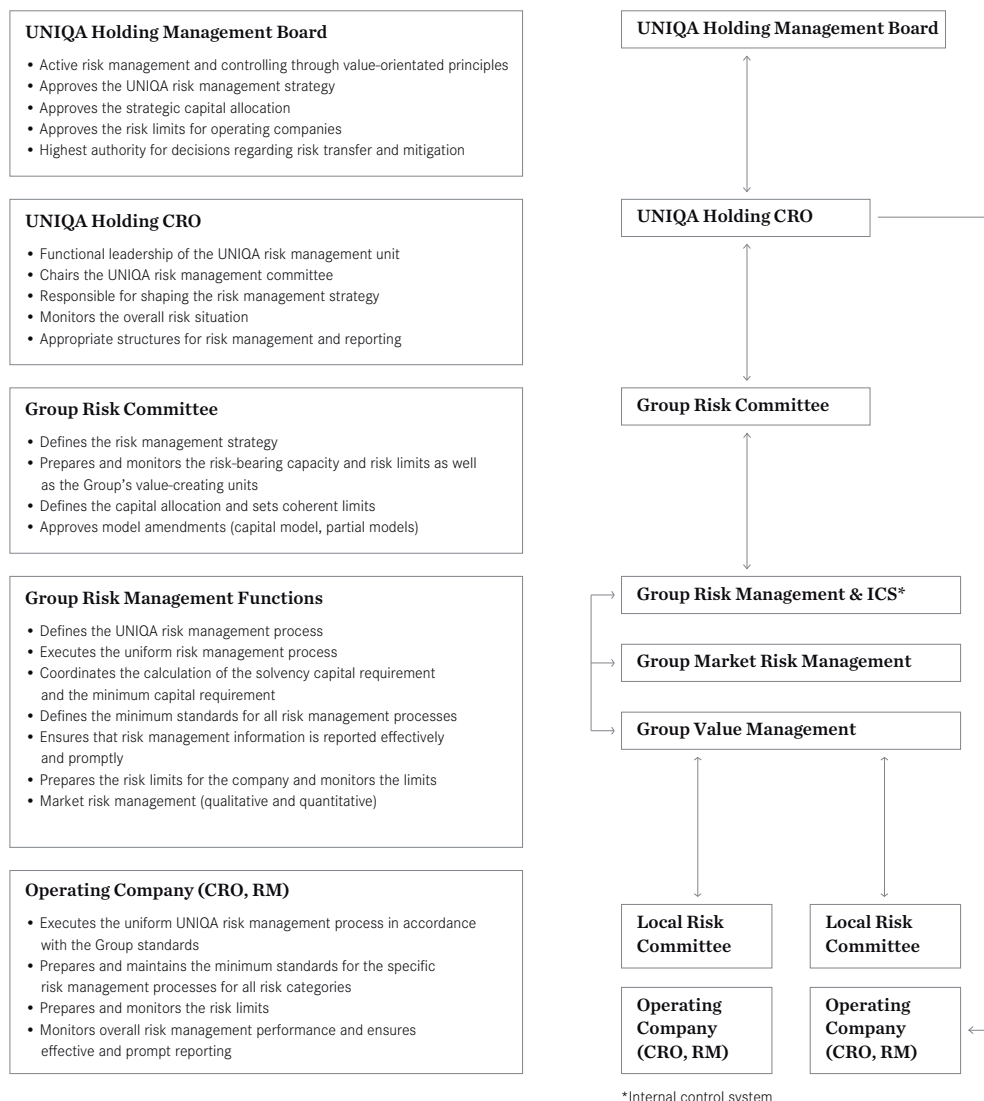 UNIQA Holding Management Board
• Active risk management and controlling through value-orientated principles
• Approves the UNIQA risk management strategy
• Approves the strategic capital allocation
• Approves the risk limits for operating companies
• Highest authority for decisions regarding risk transfer and mitigation
UNIQA Holding CRO
• Functional leadership of the UNIQA risk management unit
• Chairs the UNIQA risk management committee
• Responsible for shaping the risk management strategy
• Monitors the overall risk situation
• Appropriate structures for risk management and reporting
Group Risk Committee
• Defines the risk management strategy
• Prepares and monitors the risk-bearing capacity and risk limits as well
as the Group's value-creating units
• Defines the capital allocation and sets coherent limits
• Approves model amendments (capital model, partial models)
Group Risk Management Functions
• Defines the UNIQA risk management process
• Executes the uniform risk management process
• Coordinates the calculation of the solvency capital requirement
and the minimum capital requirement
• Defines the minimum standards for all risk management processes
• Ensures that risk management information is reported effectively
and promptly
• Prepares the risk limits for the company and monitors the limits
• Market risk management (qualitative and quantitative)
Operating Company (CRO, RM)
• Executes the uniform UNIQA risk management process in accordance
with the Group standards
• Prepares and maintains the minimum standards for the specific
risk management processes for all risk categories
• Prepares and monitors the risk limits
• Monitors overall risk management performance and ensures
effective and prompt reporting
UNIQA Holding Management Board
UNIQA Holding CRO
Group Risk Committee
Group Risk Management & ICS*
Group Market Risk Management
Group Value Management
Local Risk
Committee
Local Risk
Committee
Operating
Company
(CRO, RM)
Operating
Company
(CRO, RM)
*Internal control system